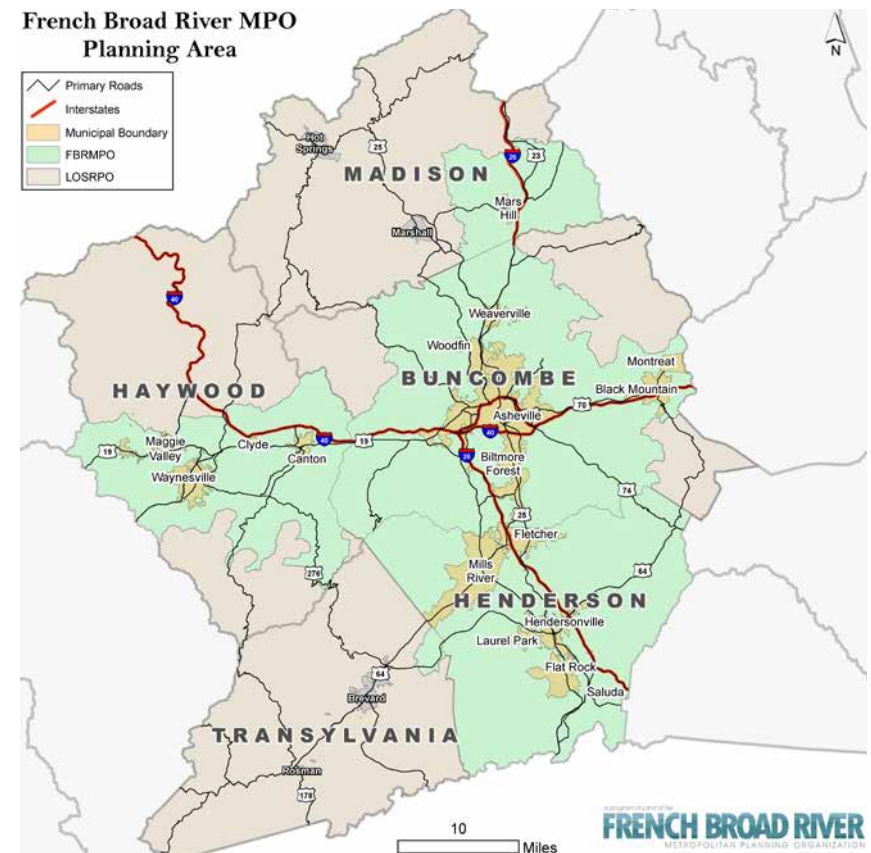 French Broad River MPO
Planning Area
N
Primary Roads
Interstates
Municipal Boundary
FBRMPO
LOSRPO
Hot
Springs
25
MADISON
26
23
Mars
Hill
Marshall
40
Weaverville
Woodfin
Montreat
BUNCOMBE
Black Mountain
HAYWOOD
70
Asheville
Maggie
Valley
19
Clyde
40
19
40
Canton
26
Biltmore
Forest
Waynesville
74
25
Fletcher
276
Mills
River
64
HENDERSON
Hendersonville
Laurel Park
Flat Rock
64
Saluda
Brevard
TRANSYLVANIA
Rosman
178
10
Miles
FRENCH BROAD RIVER
METROPOLITAN PLANNING ORGANIZATION